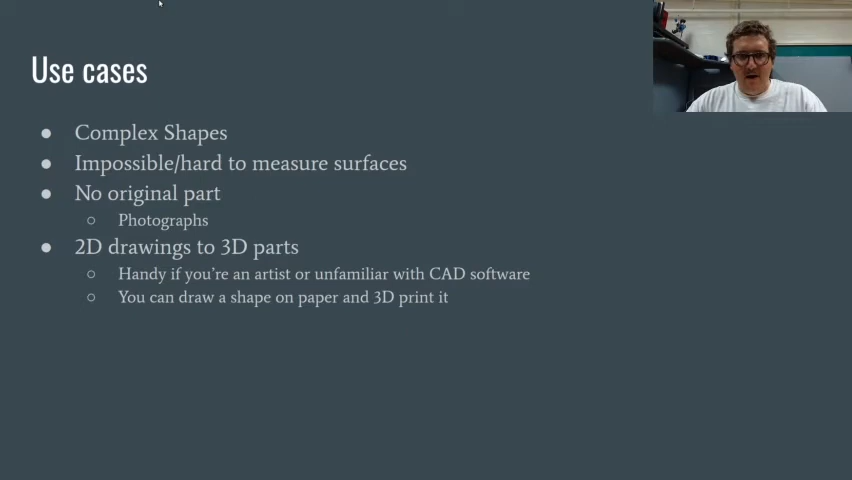 Use cases
● Complex Shapes
● Impossible/hard to measure surfaces
● No original part
○ Photographs
● 2D drawings to 3D parts
○ Handy if you're an artist or unfamiliar with CAD software
○ You can draw a shape on paper and 3D print it